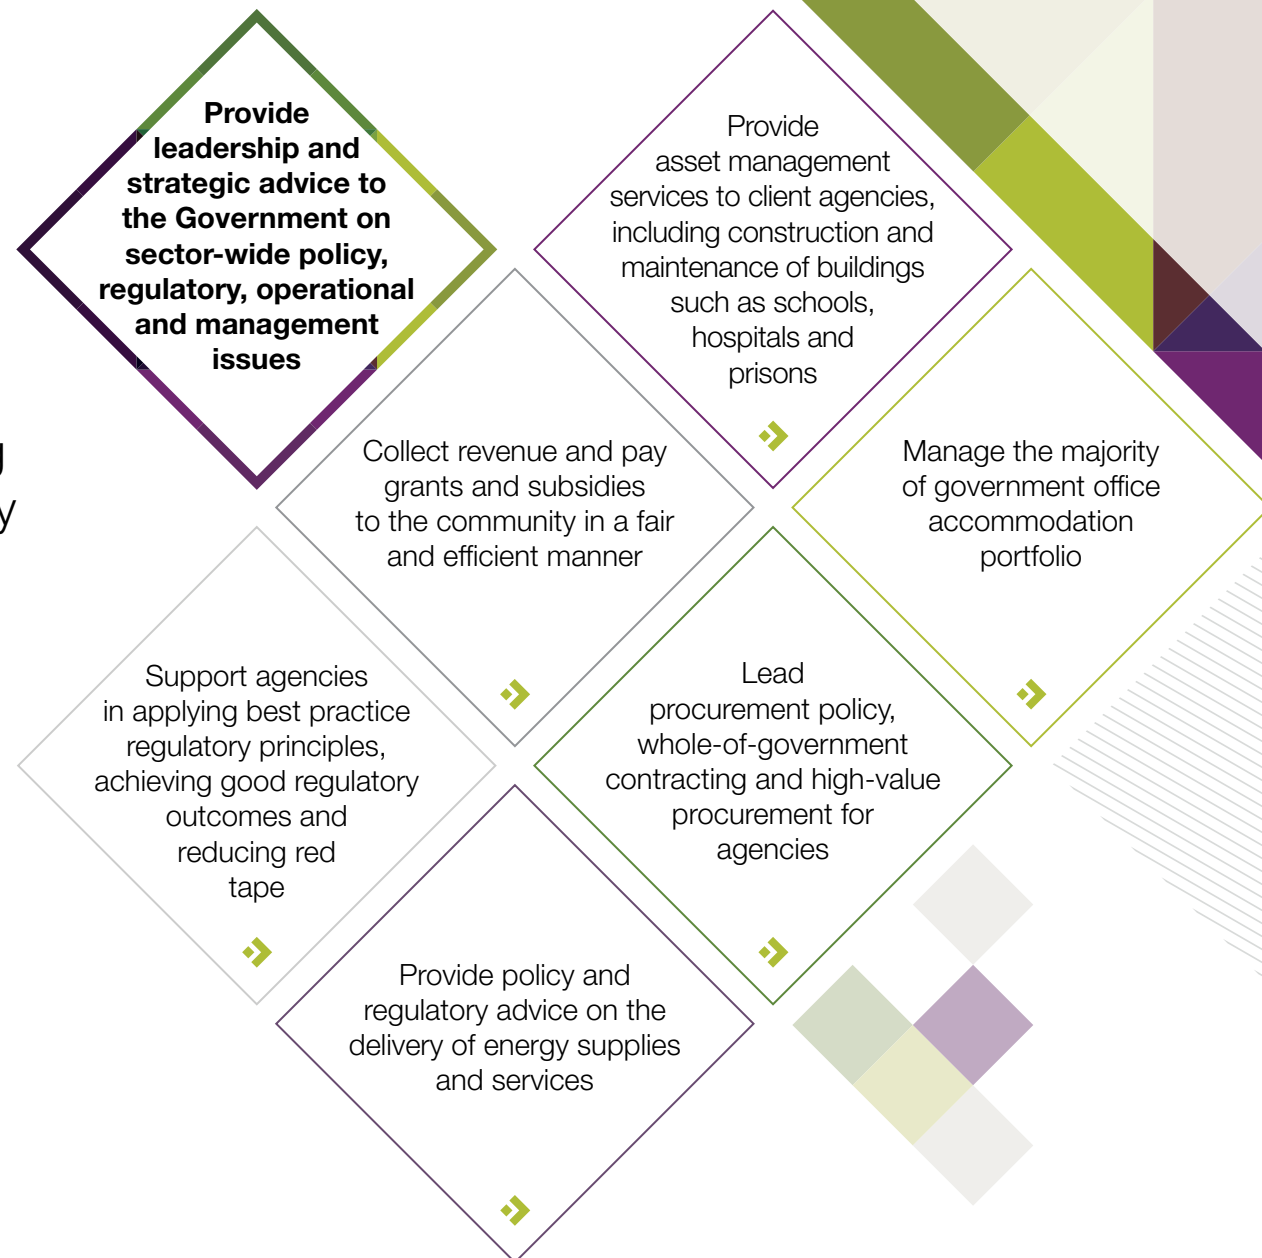 Provide
leadership and
strategic advice to
the Government on
sector-wide policy,
regulatory, operational
and management
issues
Provide
asset management
services to client agencies,
including construction and
maintenance of buildings
such as schools,
hospitals and
prisons
Collect revenue and pay
grants and subsidies
to the community in a fair
and efficient manner
Manage the majority
of government office
accommodation
portfolio
Support agencies
in applying best practice
regulatory principles,
achieving good regulatory
outcomes and
reducing red
tape
Lead
procurement policy,
whole-of-government
contracting and high-value
procurement for
agencies
Provide policy and
regulatory advice on the
delivery of energy supplies
and services